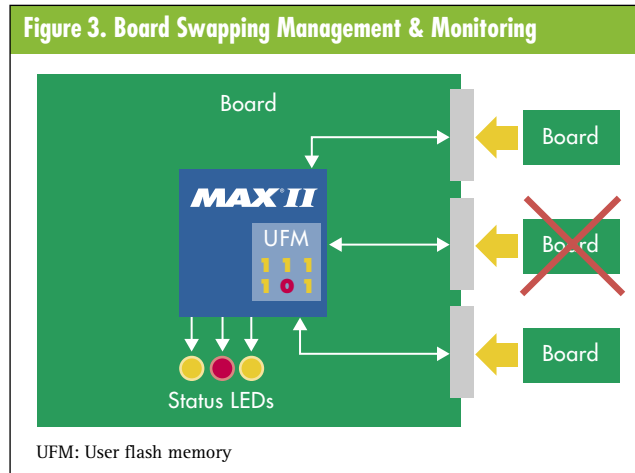 Figure 3. Board Swapping Management & Monitoring
Board
MAX® II
UFM
1 1 1
1 0 1
Status LEDs
Board
Board
Board
UFM: User flash memory